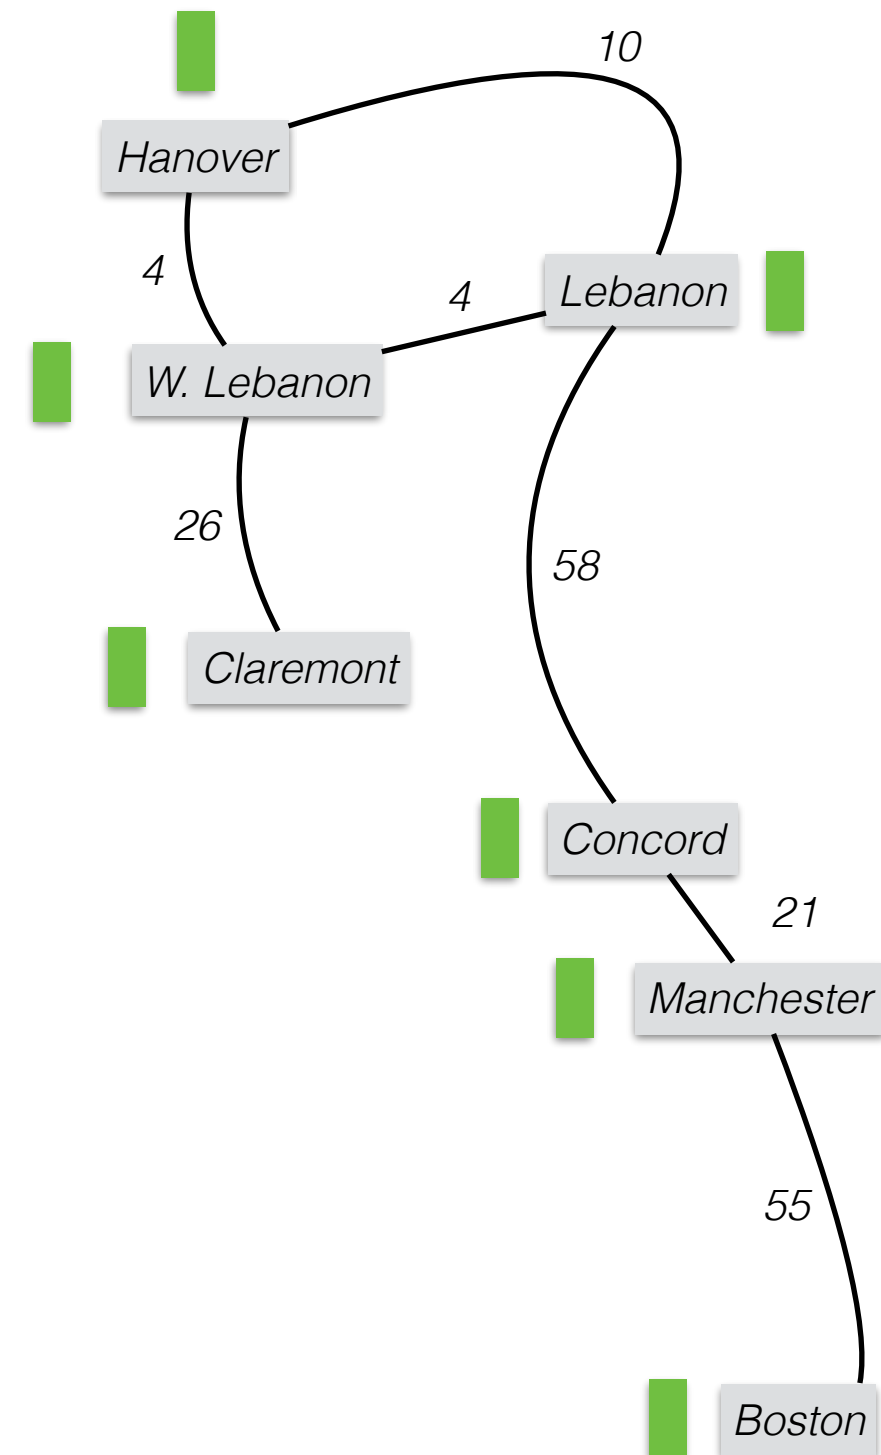 10
Hanover
4
4
Lebanon
W. Lebanon
26
58
Claremont
Concord
21
Manchester
55
Boston